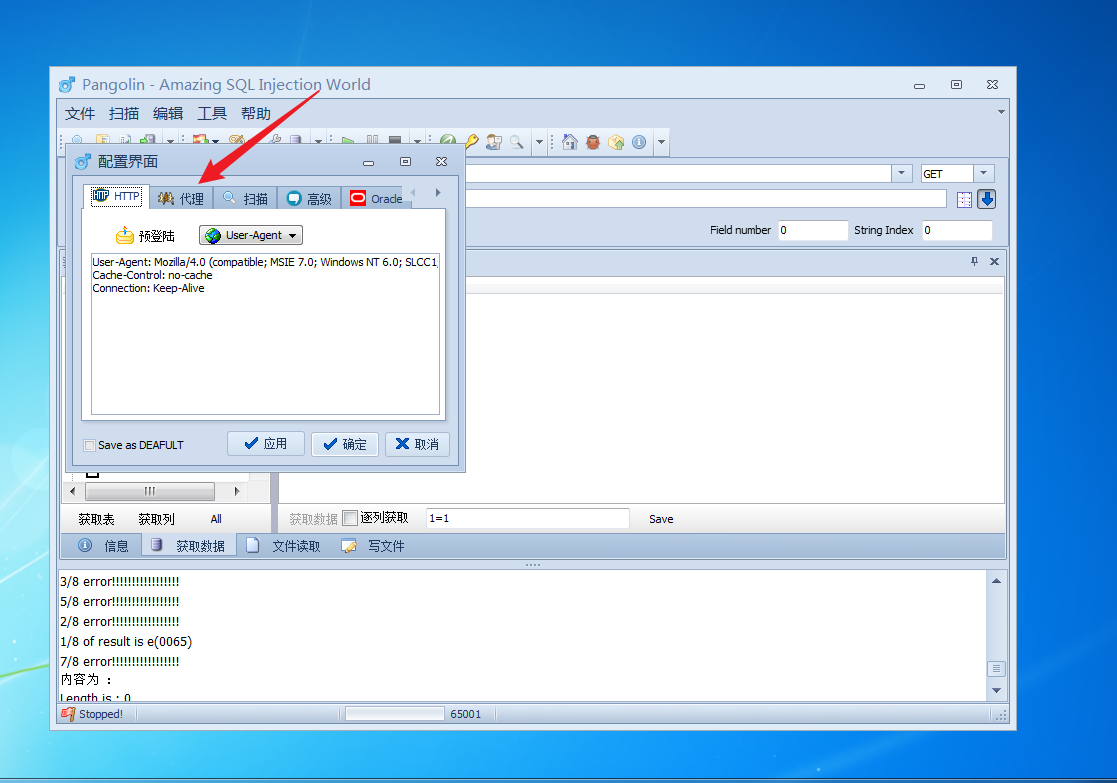 Pangolin - Amazing SQL Injection World
文件 扫描 编辑 工具 帮助
配置界面
HTTP 代理 扫描 高级 Oracle
GET
预登陆 User-Agent
Field number 0 String Index 0
User-Agent: Mozilla/4.0 (compatible; MSIE 7.0; Windows NT 6.0; SLCC1;
Cache-Control: no-cache
Connection: Keep-Alive
Save as DEAFULT 应用 确定 取消
获取表 获取列 All 获取数据 逐列获取 1=1 Save
信息 获取数据 文件读取 写文件
3/8 error!!!!!!!!!!!!!!!!!
5/8 error!!!!!!!!!!!!!!!!!
2/8 error!!!!!!!!!!!!!!!!!
1/8 of result is e(0065)
7/8 error!!!!!!!!!!!!!!!!!
内容为 :
Length is : 0
Stopped! 65001